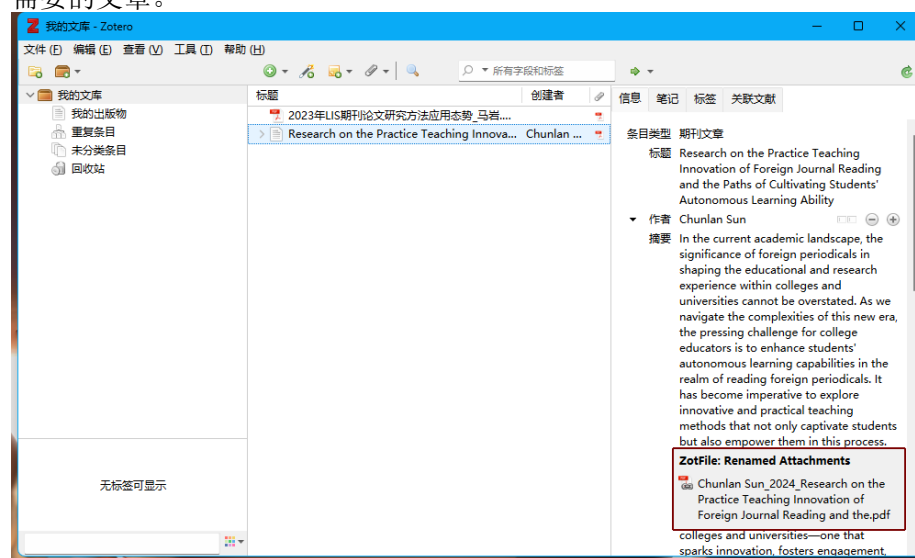 需要的文章。
我的文库 - Zotero
文件(F) 编辑(E) 查看(V) 工具(T) 帮助(H)
所有字段和标签
我的文库
我的出版物
重复条目
未分类条目
回收站
无标签可显示
标题 创建者
2023年LIS期刊论文研究方法应用态势_马岩....
Research on the Practice Teaching Innova... Chunlan ...
信息 笔记 标签 关联文献
条目类型 期刊文章
标题 Research on the Practice Teaching
Innovation of Foreign Journal Reading
and the Paths of Cultivating Students'
Autonomous Learning Ability
作者 Chunlan Sun
摘要 In the current academic landscape, the
significance of foreign periodicals in
shaping the educational and research
experience within colleges and
universities cannot be overstated. As we
navigate the complexities of this new era,
the pressing challenge for college
educators is to enhance students'
autonomous learning capabilities in the
realm of reading foreign periodicals. It
has become imperative to explore
innovative and practical teaching
methods that not only captivate students
but also empower them in this process.
ZotFile: Renamed Attachments
Chunlan Sun_2024_Research on the
Practice Teaching Innovation of
Foreign Journal Reading and the.pdf
colleges and universities—one that
sparks innovation, fosters engagement,